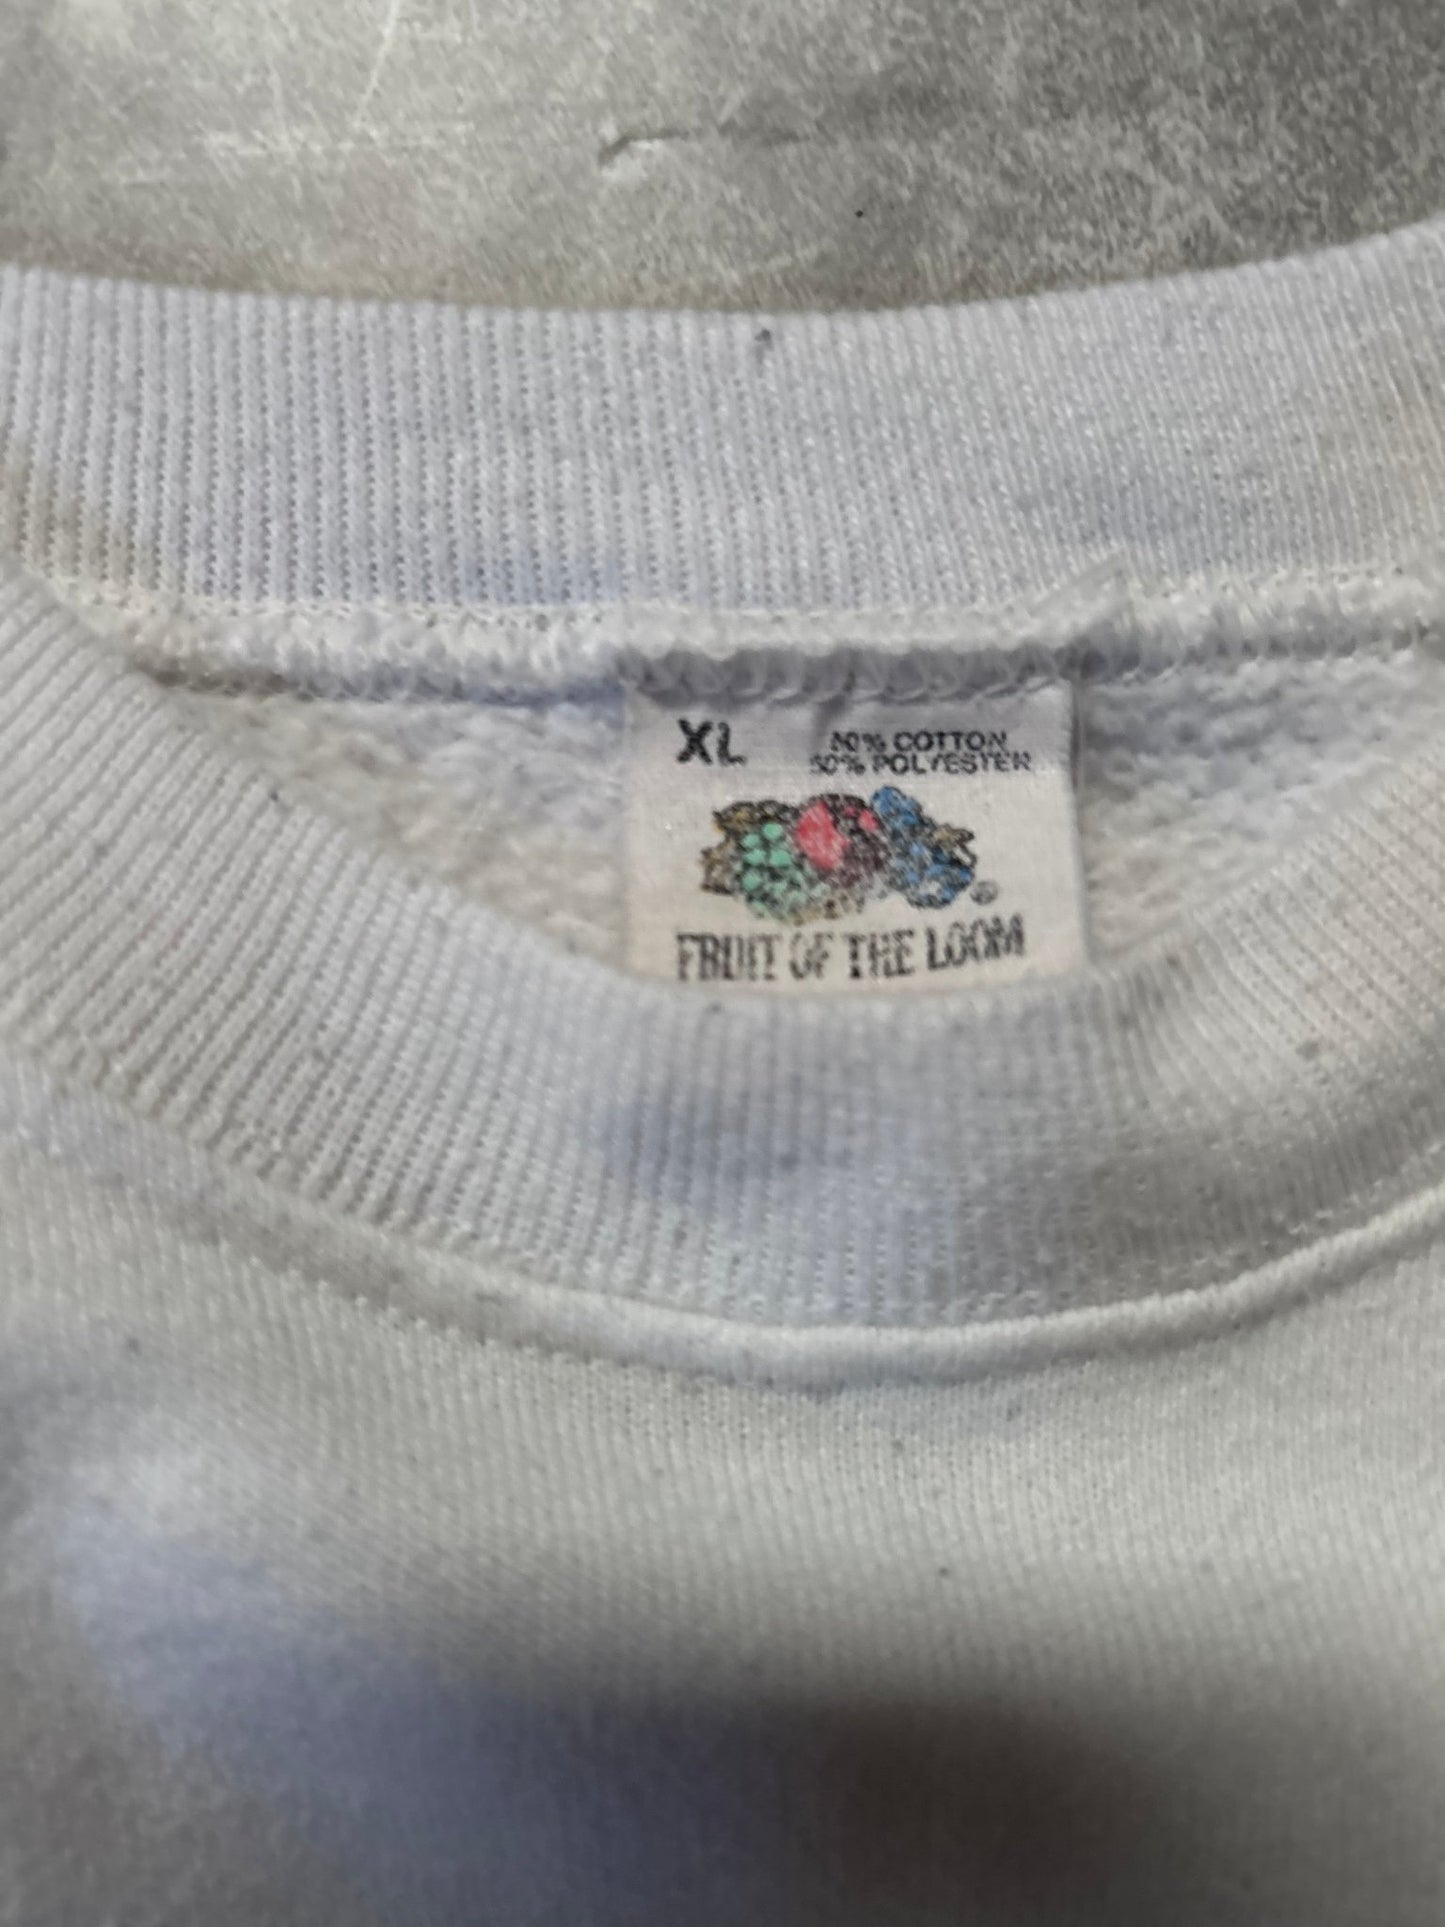 XL
50% COTTON
50% POLYESTER
®
FRUIT OF THE LOOM